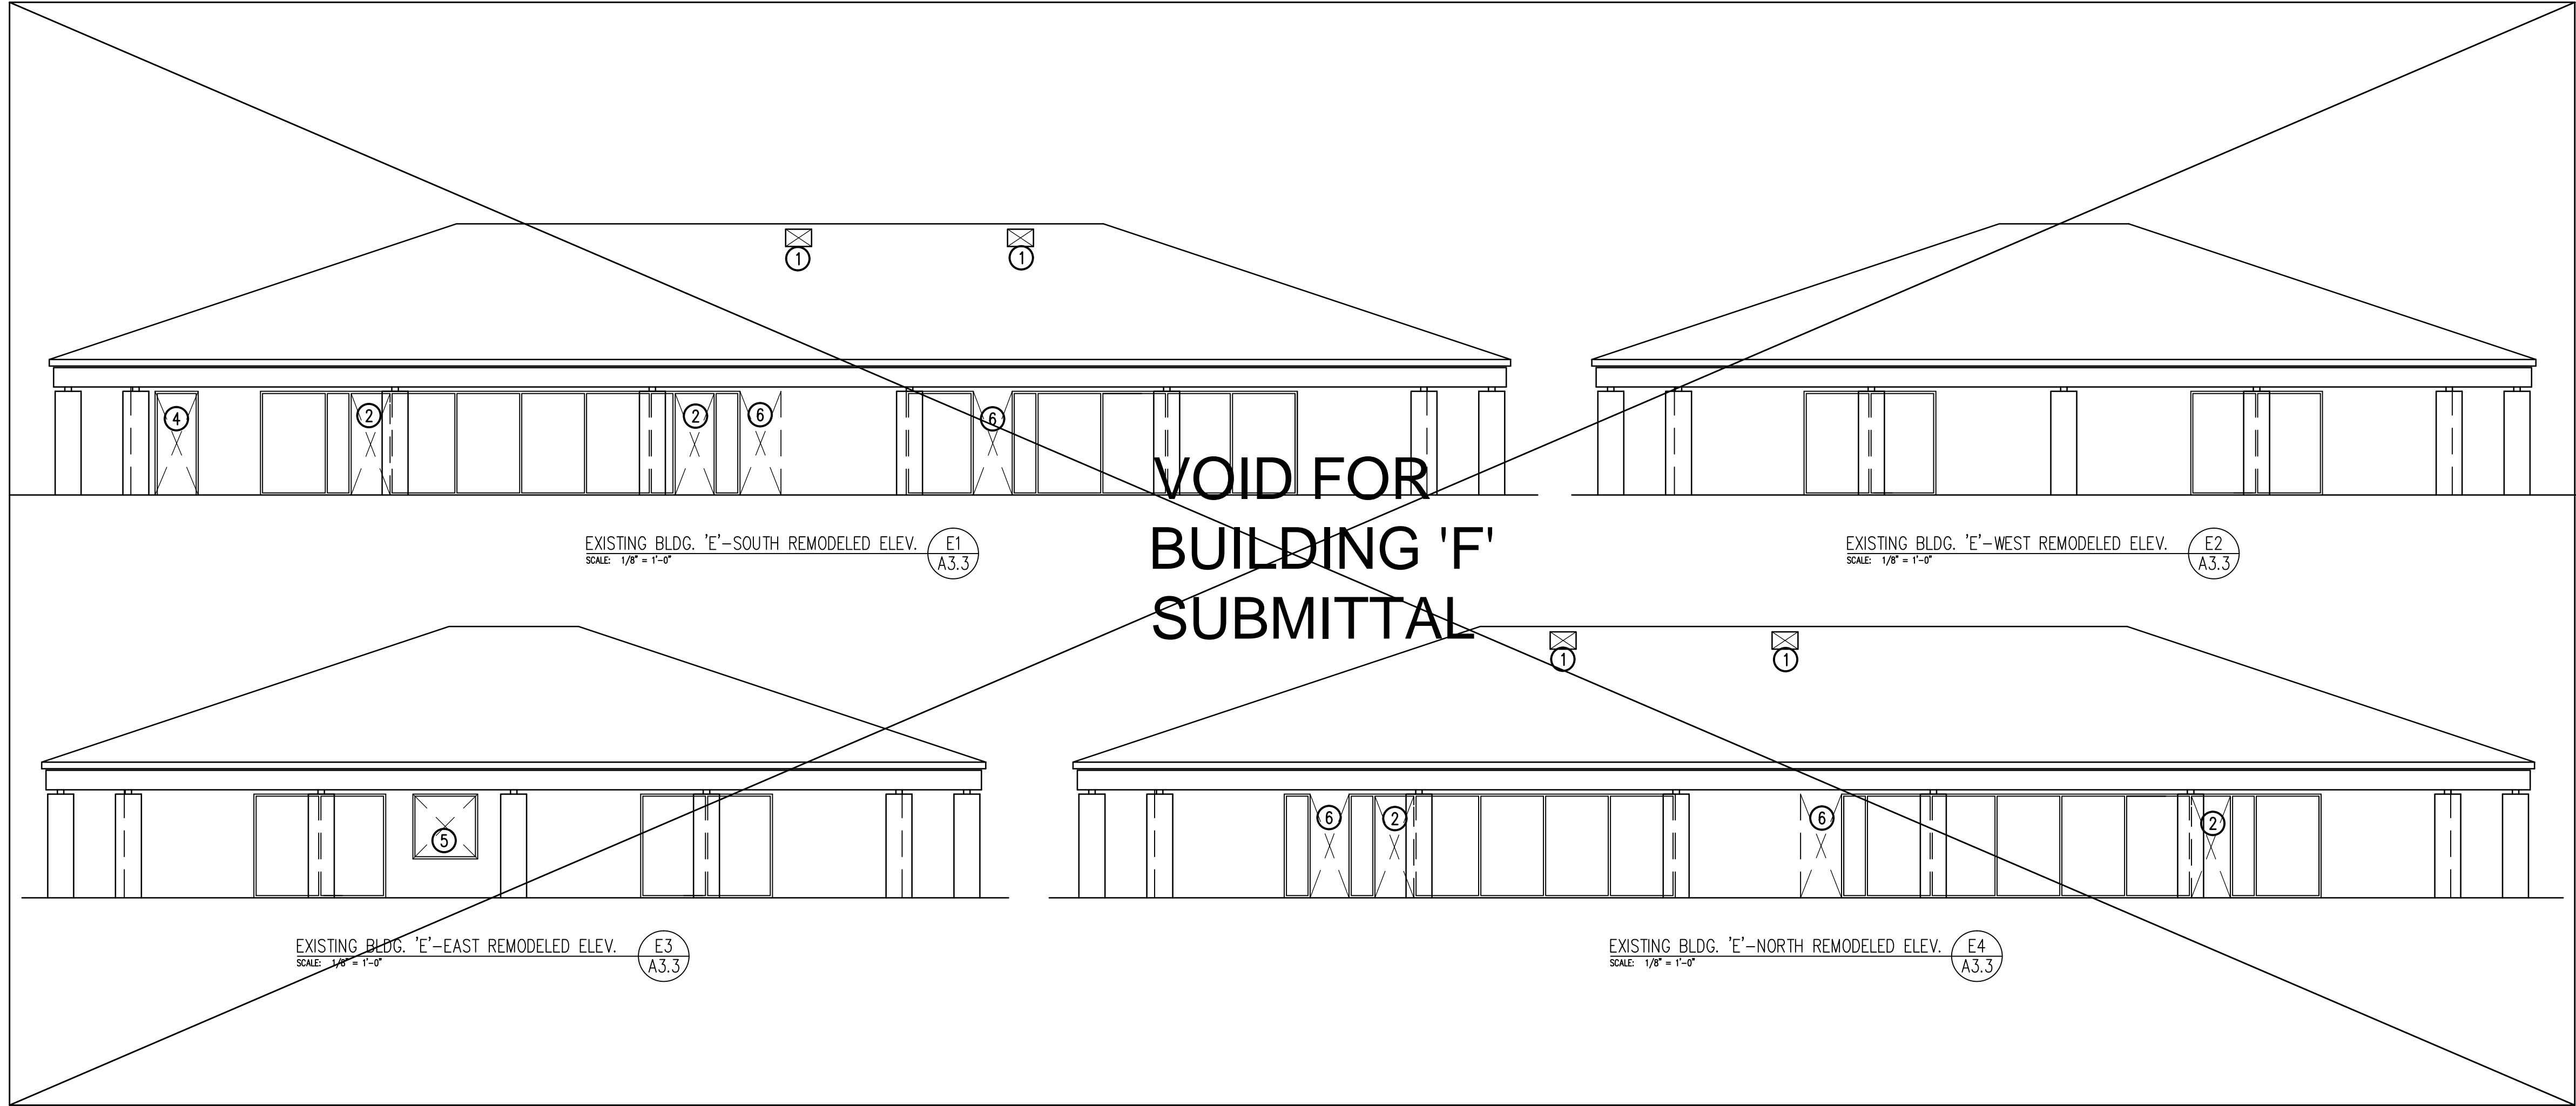 1 1
4 2 2 6 6
VOID FOR
BUILDING 'F'
SUBMITTAL
EXISTING BLDG. 'E'-SOUTH REMODELED ELEV. E1
SCALE: 1/8" = 1'-0" A3.3
EXISTING BLDG. 'E'-WEST REMODELED ELEV. E2
SCALE: 1/8" = 1'-0" A3.3
1 1
5 6 2 6 2
EXISTING BLDG. 'E'-EAST REMODELED ELEV. E3
SCALE: 1/8" = 1'-0" A3.3
EXISTING BLDG. 'E'-NORTH REMODELED ELEV. E4
SCALE: 1/8" = 1'-0" A3.3